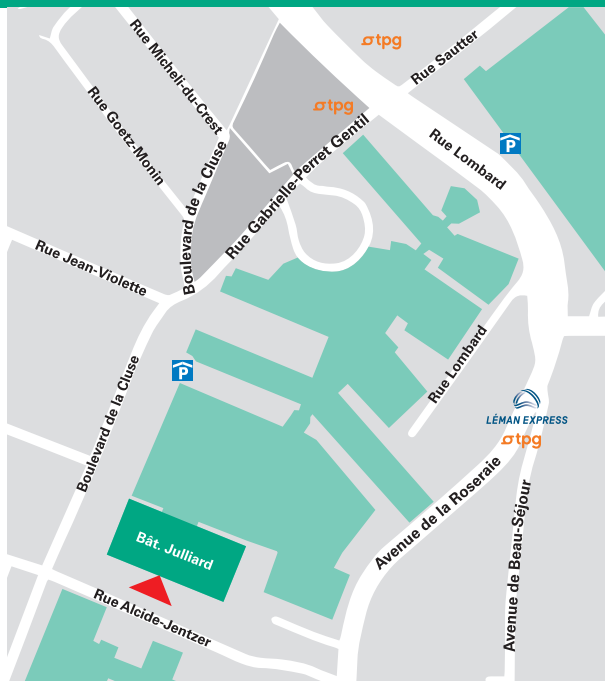 tpg
Rue Sautter
Rue Micheli-du-Crest
tpg
Rue Goetz-Monin
Rue Gabrielle-Perret Gentil
Rue Lombard
P
Boulevard de la Cluse
Rue Jean-Violette
Rue Lombard
P
Boulevard de la Cluse
LÉMAN EXPRESS
tpg
Avenue de la Roseraie
Avenue de Beau-Séjour
Bât. Julliard
Rue Alcide-Jentzer